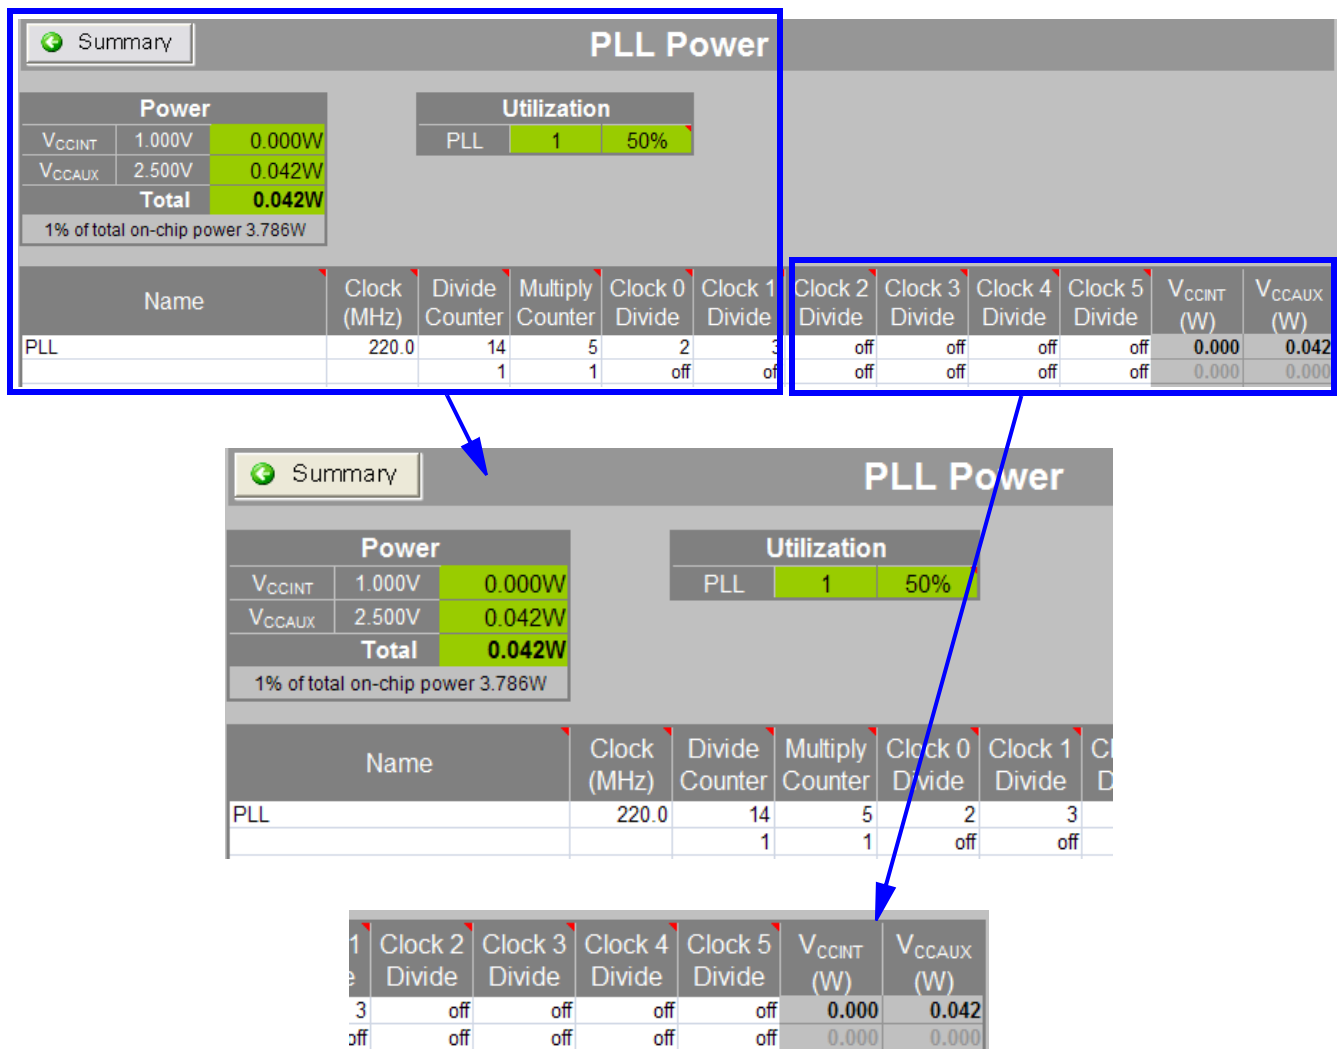 Summary
PLL Power
Power
Utilization
VCCINT 1.000V 0.000W
PLL 1 50%
VCCAUX 2.500V 0.042W
Total 0.042W
1% of total on-chip power 3.786W
Name Clock (MHz) Divide Counter Multiply Counter Clock 0 Divide Clock 1 Divide Clock 2 Divide Clock 3 Divide Clock 4 Divide Clock 5 Divide VCCINT (W) VCCAUX (W)
PLL 220.0 14 5 2 3 off off off off 0.000 0.042
1 1 off of off off off off 0.000 0.000
Summary
PLL Power
Power
Utilization
VCCINT 1.000V 0.000W
PLL 1 50%
VCCAUX 2.500V 0.042W
Total 0.042W
1% of total on-chip power 3.786W
Name Clock (MHz) Divide Counter Multiply Counter Clock 0 Divide Clock 1 Divide Cl D
PLL 220.0 14 5 2 3
1 1 off off
1 e Clock 2 Divide Clock 3 Divide Clock 4 Divide Clock 5 Divide VCCINT (W) VCCAUX (W)
3 off off off off 0.000 0.042
off off off off off 0.000 0.000